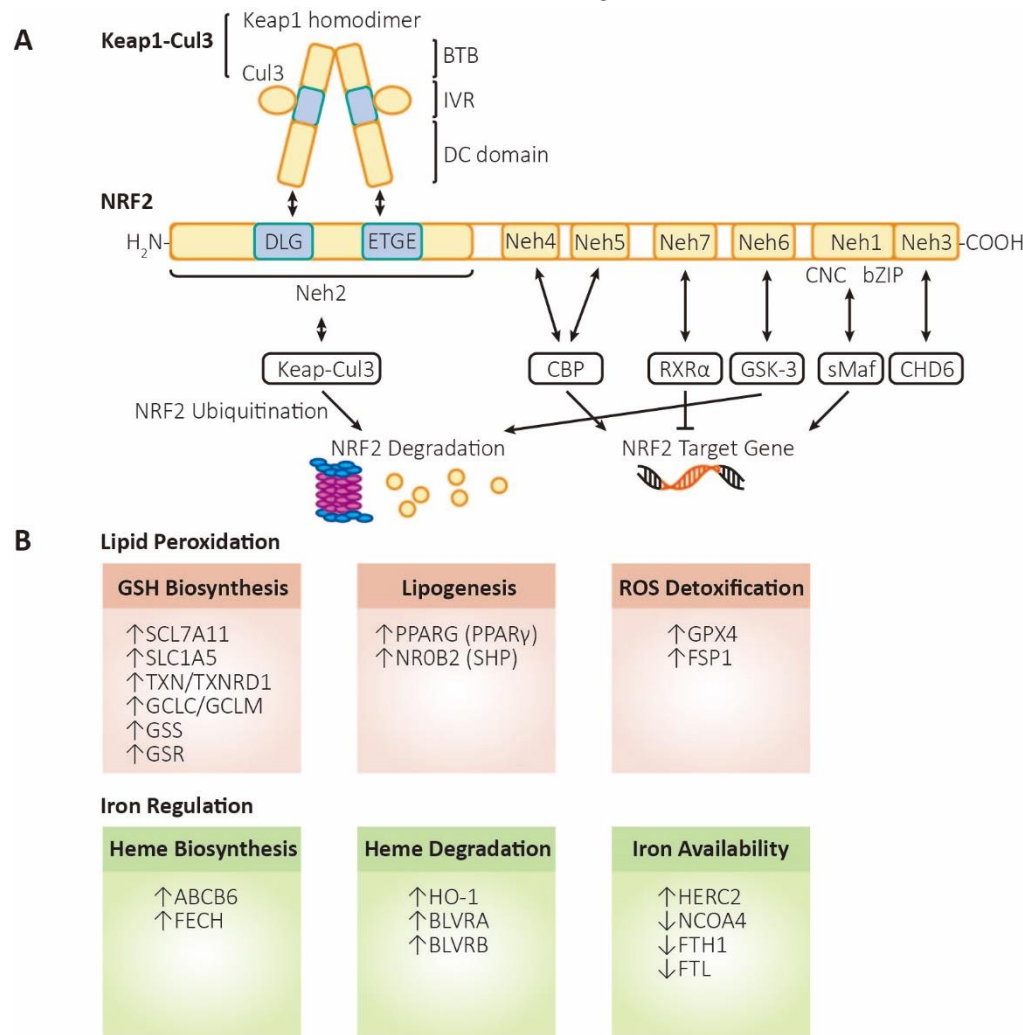 A
Keap1-Cul3
Keap1 homodimer
Cul3
BTB
IVR
DC domain
NRF2
H2N-
DLG
ETGE
Neh4
Neh5
Neh7
Neh6
Neh1
Neh3
-COOH
CNC bZIP
Neh2
Keap-Cul3
CBP
RXRα
GSK-3
sMaf
CHD6
NRF2 Ubiquitination
NRF2 Degradation
NRF2 Target Gene
B
Lipid Peroxidation
GSH Biosynthesis
↑SCL7A11
↑SLC1A5
↑TXN/TXNRD1
↑GCLC/GCLM
↑GSS
↑GSR
Lipogenesis
↑PPARG (PPARγ)
↑NR0B2 (SHP)
ROS Detoxification
↑GPX4
↑FSP1
Iron Regulation
Heme Biosynthesis
↑ABCB6
↑FECH
Heme Degradation
↑HO-1
↑BLVRA
↑BLVRB
Iron Availability
↑HERC2
↓NCOA4
↓FTH1
↓FTL